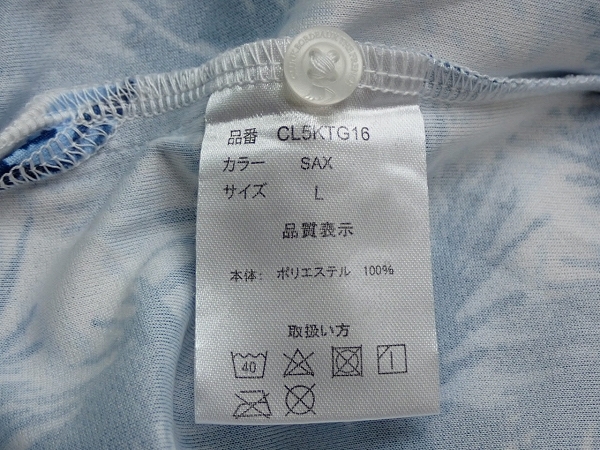 品番 CL5KTG16
カラー SAX
サイズ L
品質表示
本体: ポリエステル 100%
取扱い方
40